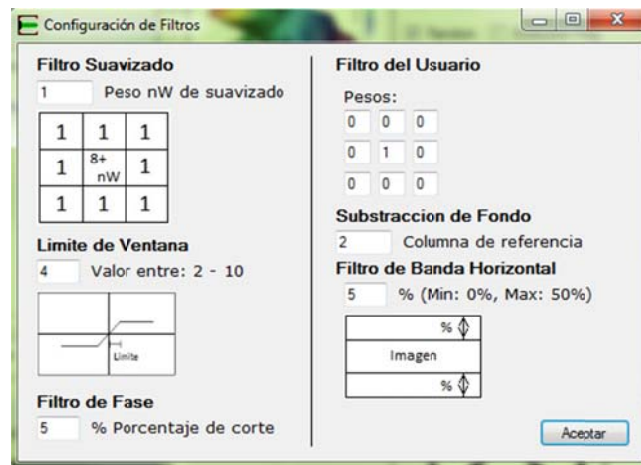 Configuración de Filtros
Filtro Suavizado
1 Peso nW de suavizado
1 1 1
1 8+ nW 1
1 1 1
Limite de Ventana
4 Valor entre: 2 - 10
Limite
Filtro de Fase
5 % Porcentaje de corte
Filtro del Usuario
Pesos:
0 0 0
0 1 0
0 0 0
Substraccion de Fondo
2 Columna de referencia
Filtro de Banda Horizontal
5 % (Min: 0%, Max: 50%)
%
Imagen
%
Aceptar